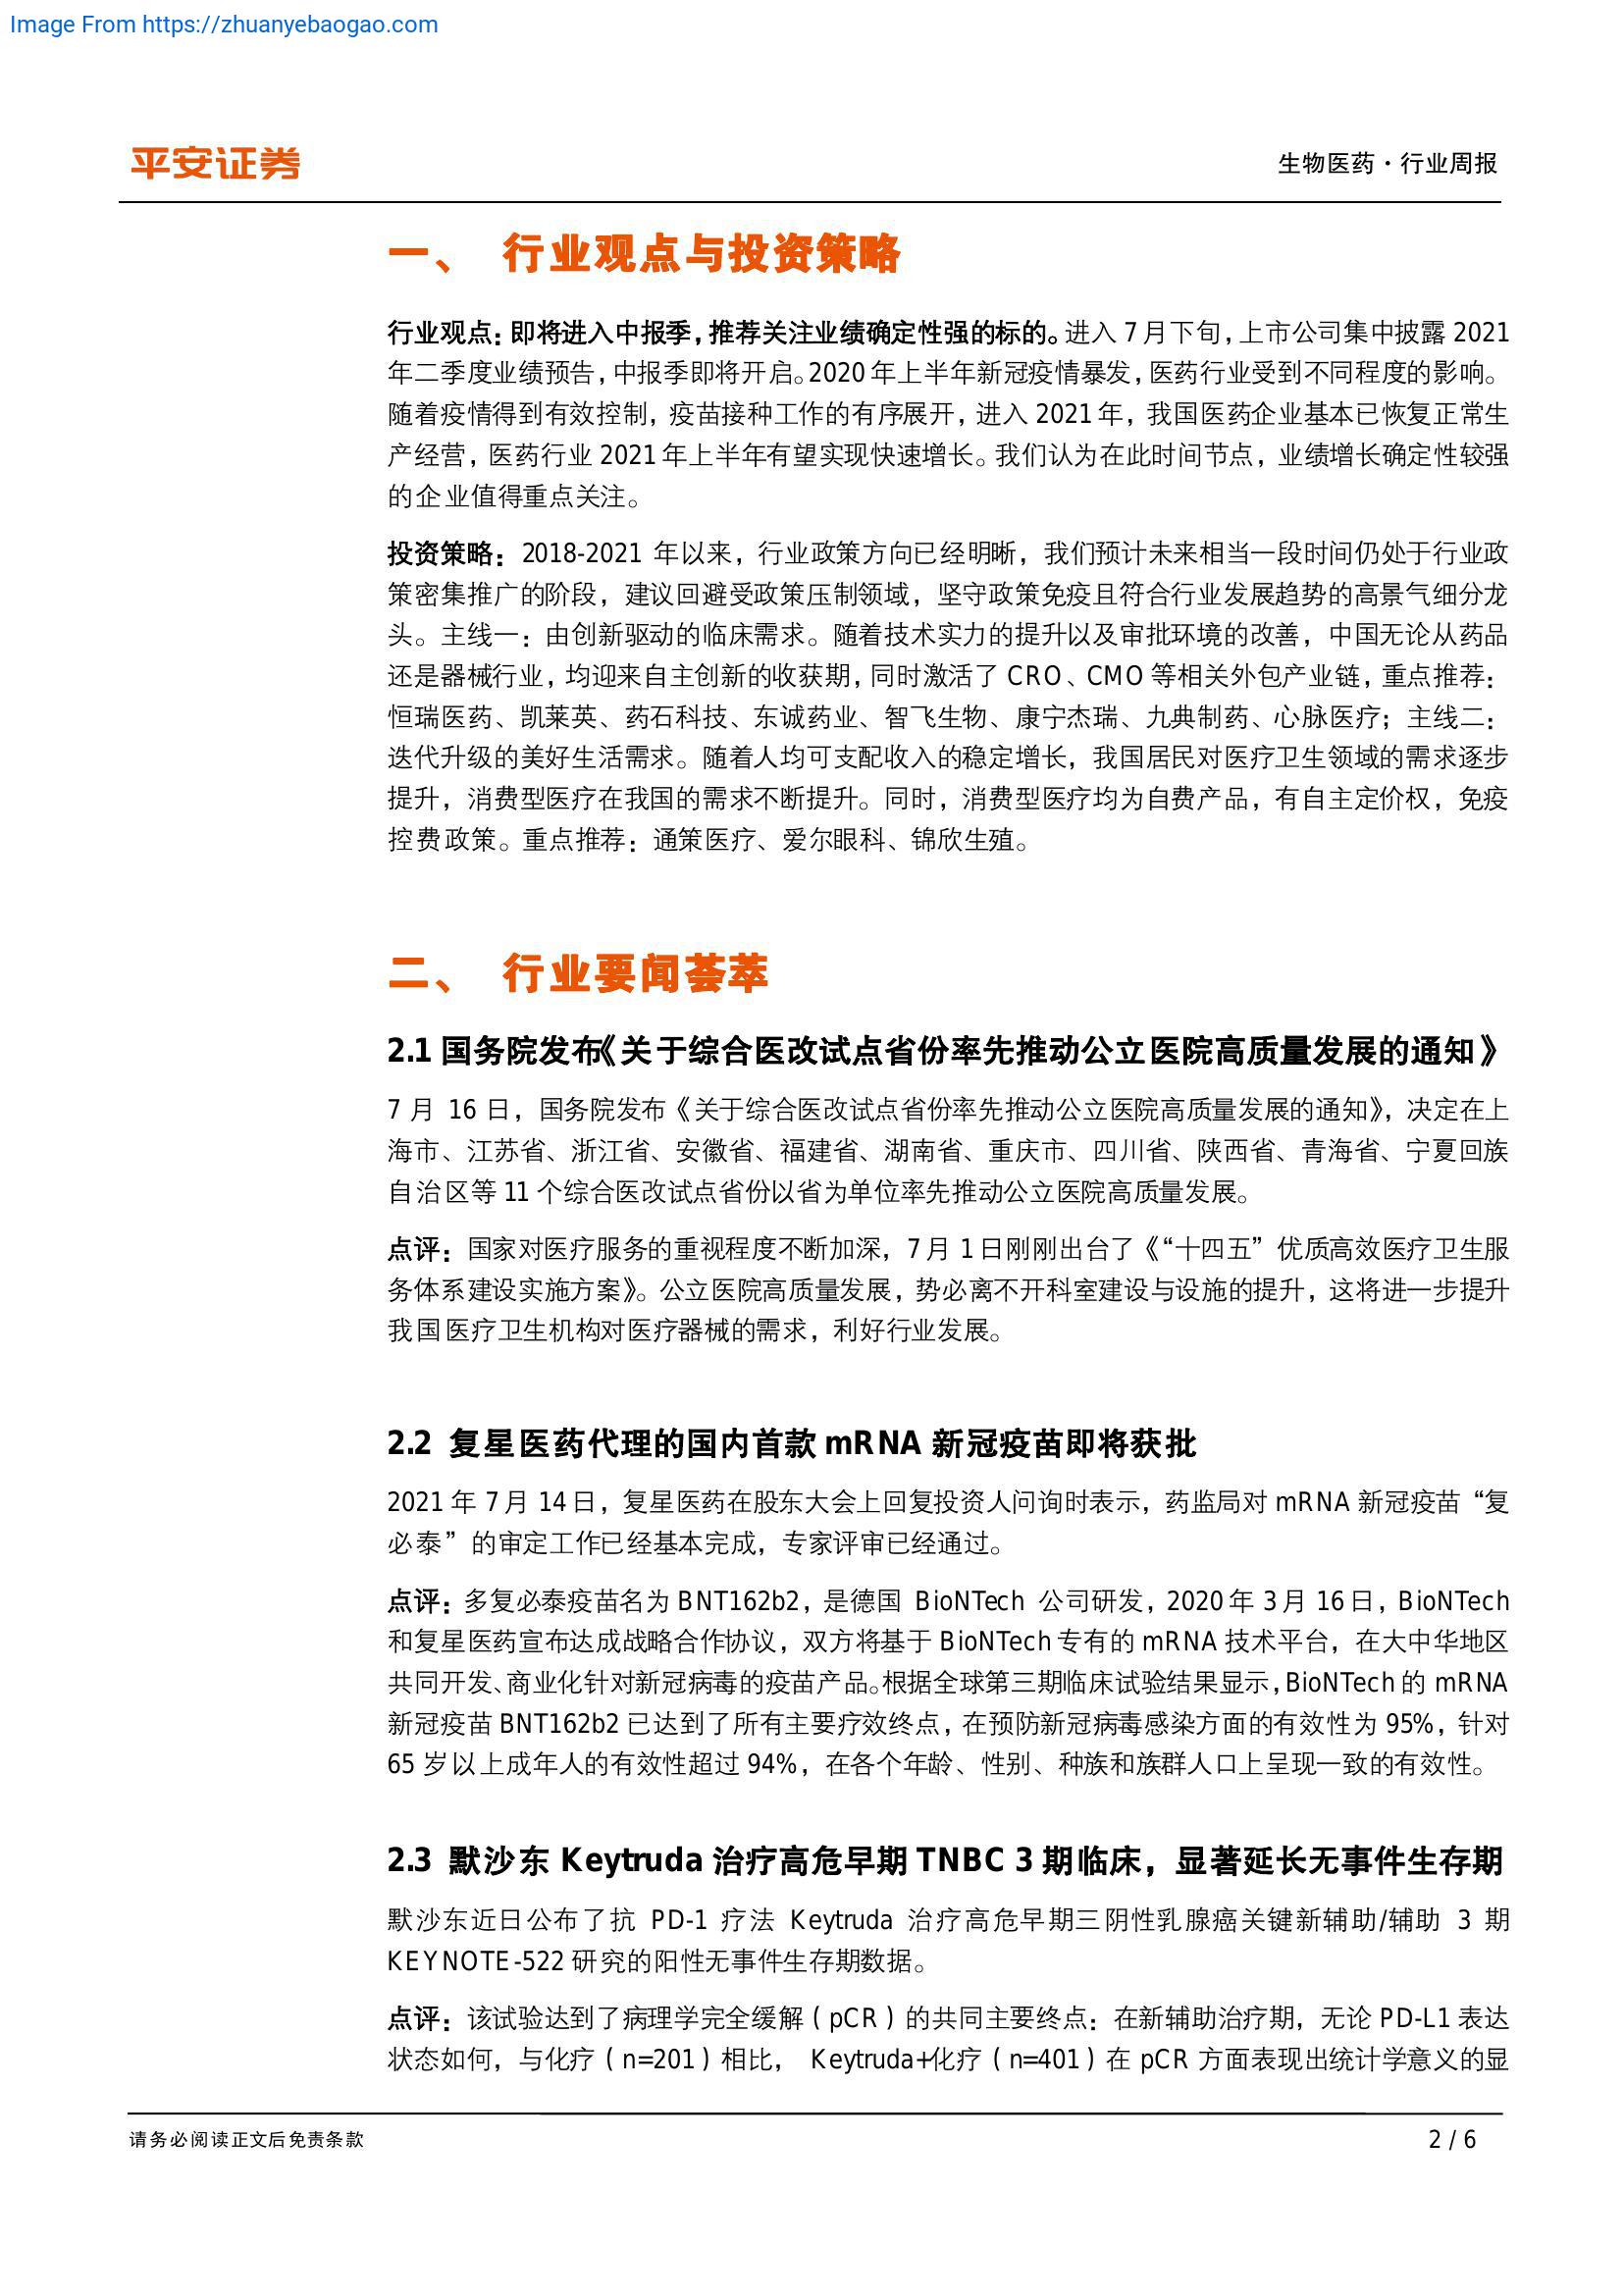 Image From https://zhuanyebaogao.com
平安证券
生物医药·行业周报
一、 行业观点与投资策略
行业观点：即将进入中报季，推荐关注业绩确定性强的标的。进入 7 月下旬，上市公司集中披露 2021
年二季度业绩预告，中报季即将开启。2020 年上半年新冠疫情暴发，医药行业受到不同程度的影响。
随着疫情得到有效控制，疫苗接种工作的有序展开，进入 2021 年，我国医药企业基本已恢复正常生
产经营，医药行业 2021 年上半年有望实现快速增长。我们认为在此时间节点，业绩增长确定性较强
的企业值得重点关注。
投资策略：2018-2021 年以来，行业政策方向已经明晰，我们预计未来相当一段时间仍处于行业政
策密集推广的阶段，建议回避受政策压制领域，坚守政策免疫且符合行业发展趋势的高景气细分龙
头。主线一：由创新驱动的临床需求。随着技术实力的提升以及审批环境的改善，中国无论从药品
还是器械行业，均迎来自主创新的收获期，同时激活了 CRO、CMO 等相关外包产业链，重点推荐：
恒瑞医药、凯莱英、药石科技、东诚药业、智飞生物、康宁杰瑞、九典制药、心脉医疗；主线二：
迭代升级的美好生活需求。随着人均可支配收入的稳定增长，我国居民对医疗卫生领域的需求逐步
提升，消费型医疗在我国的需求不断提升。同时，消费型医疗均为自费产品，有自主定价权，免疫
控费政策。重点推荐：通策医疗、爱尔眼科、锦欣生殖。
二、 行业要闻荟萃
2.1 国务院发布《关于综合医改试点省份率先推动公立医院高质量发展的通知》
7 月 16 日，国务院发布《关于综合医改试点省份率先推动公立医院高质量发展的通知》，决定在上
海市、江苏省、浙江省、安徽省、福建省、湖南省、重庆市、四川省、陕西省、青海省、宁夏回族
自治区等 11 个综合医改试点省份以省为单位率先推动公立医院高质量发展。
点评：国家对医疗服务的重视程度不断加深，7 月 1 日刚刚出台了《“十四五”优质高效医疗卫生服
务体系建设实施方案》。公立医院高质量发展，势必离不开科室建设与设施的提升，这将进一步提升
我国医疗卫生机构对医疗器械的需求，利好行业发展。
2.2 复星医药代理的国内首款 mRNA 新冠疫苗即将获批
2021 年 7 月 14 日，复星医药在股东大会上回复投资人问询时表示，药监局对 mRNA 新冠疫苗“复
必泰”的审定工作已经基本完成，专家评审已经通过。
点评：多复必泰疫苗名为 BNT162b2，是德国 BioNTech 公司研发，2020 年 3 月 16 日，BioNTech
和复星医药宣布达成战略合作协议，双方将基于 BioNTech 专有的 mRNA 技术平台，在大中华地区
共同开发、商业化针对新冠病毒的疫苗产品。根据全球第三期临床试验结果显示，BioNTech 的 mRNA
新冠疫苗 BNT162b2 已达到了所有主要疗效终点，在预防新冠病毒感染方面的有效性为 95%，针对
65 岁以上成年人的有效性超过 94%，在各个年龄、性别、种族和族群人口上呈现一致的有效性。
2.3 默沙东 Keytruda 治疗高危早期 TNBC 3 期临床，显著延长无事件生存期
默沙东近日公布了抗 PD-1 疗法 Keytruda 治疗高危早期三阴性乳腺癌关键新辅助/辅助 3 期
KEYNOTE-522 研究的阳性无事件生存期数据。
点评：该试验达到了病理学完全缓解（pCR）的共同主要终点：在新辅助治疗期，无论 PD-L1 表达
状态如何，与化疗（n=201）相比， Keytruda+化疗（n=401）在 pCR 方面表现出统计学意义的显
请务必阅读正文后免责条款
2 / 6